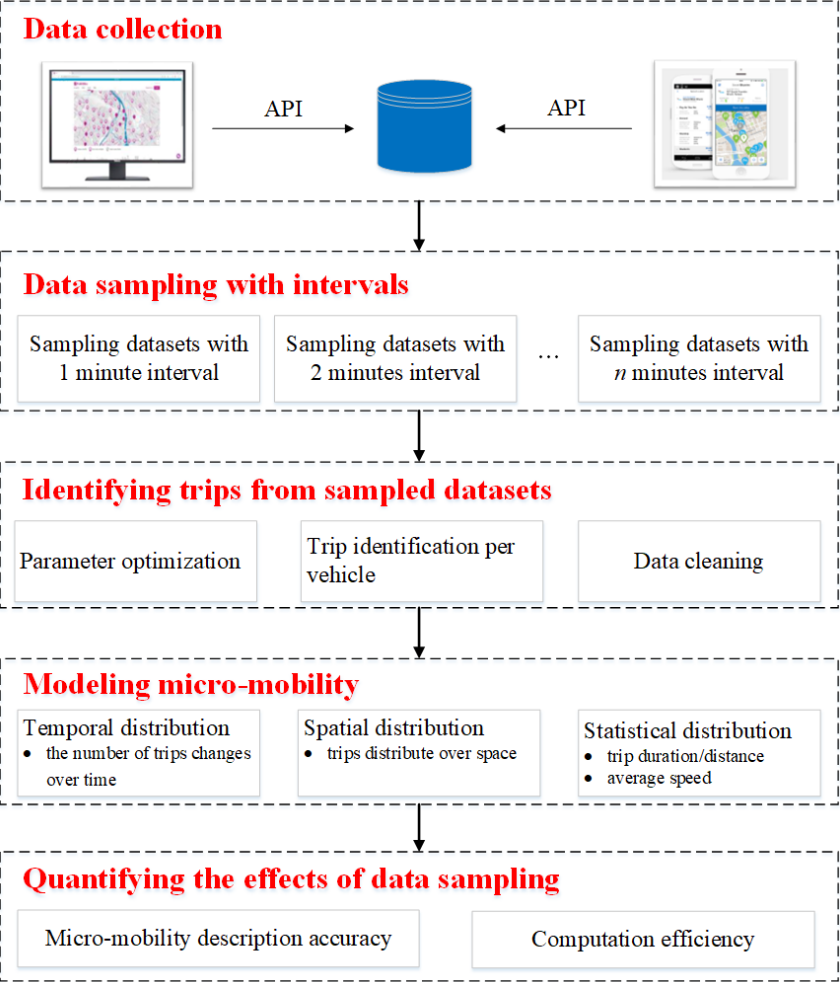 Data collection
API
API
Data sampling with intervals
Sampling datasets with
1 minute interval
Sampling datasets with
2 minutes interval
...
Sampling datasets with
n minutes interval
Identifying trips from sampled datasets
Parameter optimization
Trip identification per
vehicle
Data cleaning
Modeling micro-mobility
Temporal distribution
• the number of trips changes
over time
Spatial distribution
• trips distribute over space
Statistical distribution
• trip duration/distance
• average speed
Quantifying the effects of data sampling
Micro-mobility description accuracy
Computation efficiency